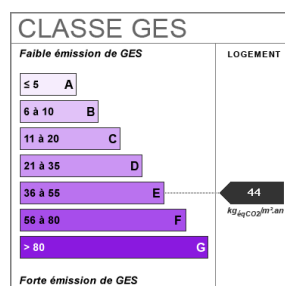 CLASSE GES
Faible émission de GES
LOGEMENT
≤ 5 A
6 à 10 B
11 à 20 C
21 à 35 D
36 à 55 E
44
kgéqCO2/m².an
56 à 80 F
> 80 G
Forte émission de GES